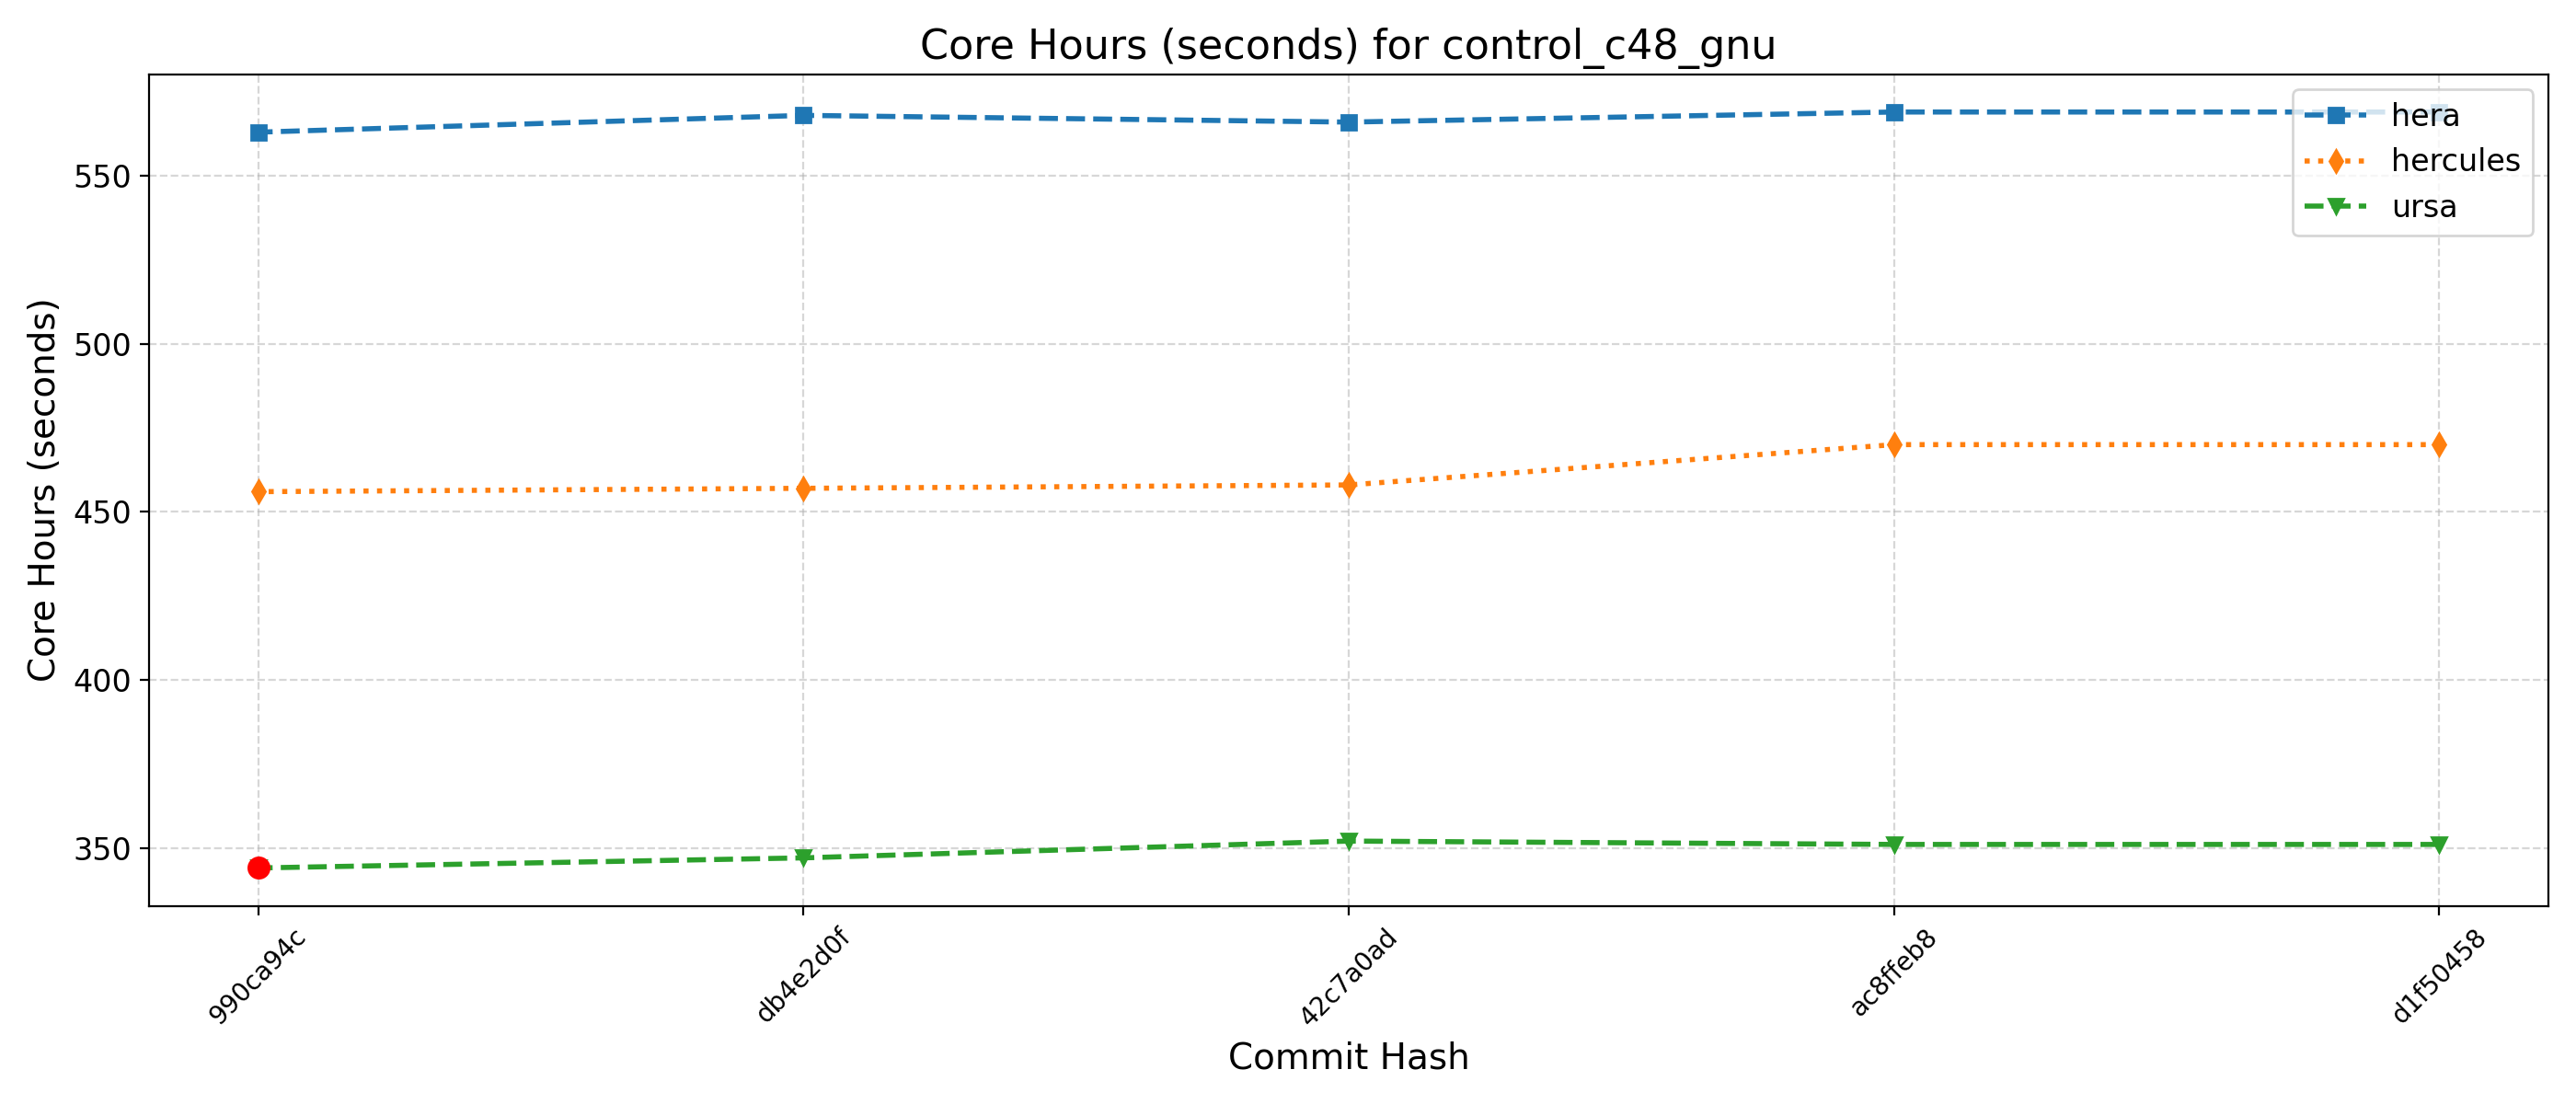 Core Hours (seconds) for control_c48_gnu
hera
hercules
ursa
Core Hours (seconds)
550
500
450
400
350
990ca94c
db4e2d0f
42c7a0ad
ac8ffeb8
d1f50458
Commit Hash